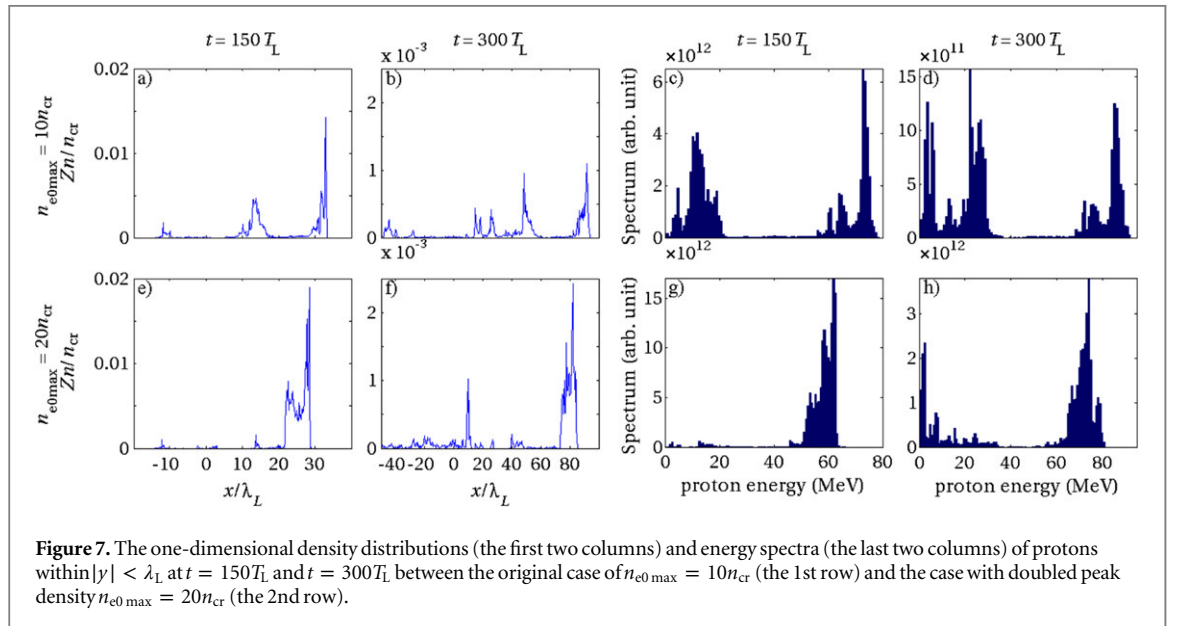 t = 150 T_L
t = 300 T_L
t = 150 T_L
t = 300 T_L
x 10^-3
×10^12
×10^11
n_e0max = 10n_cr
Zn/n_cr
0.02
0.01
0
a)
2
1
0
b)
Spectrum (arb. unit)
6
4
2
0
c)
15
10
5
0
d)
x 10^-3
×10^12
×10^12
n_e0max = 20n_cr
Zn/n_cr
0.02
0.01
0
e)
-10 0 10 20 30
x/λ_L
2
1
0
f)
-40 -20 0 20 40 60 80
x/λ_L
Spectrum (arb. unit)
15
10
5
0
g)
0 20 40 60 80
proton energy (MeV)
3
2
1
0
h)
0 20 40 60 80
proton energy (MeV)
Figure 7. The one-dimensional density distributions (the first two columns) and energy spectra (the last two columns) of protons
within |y| < λ_L at t = 150T_L and t = 300T_L between the original case of n_e0 max = 10n_cr (the 1st row) and the case with doubled peak
density n_e0 max = 20n_cr (the 2nd row).